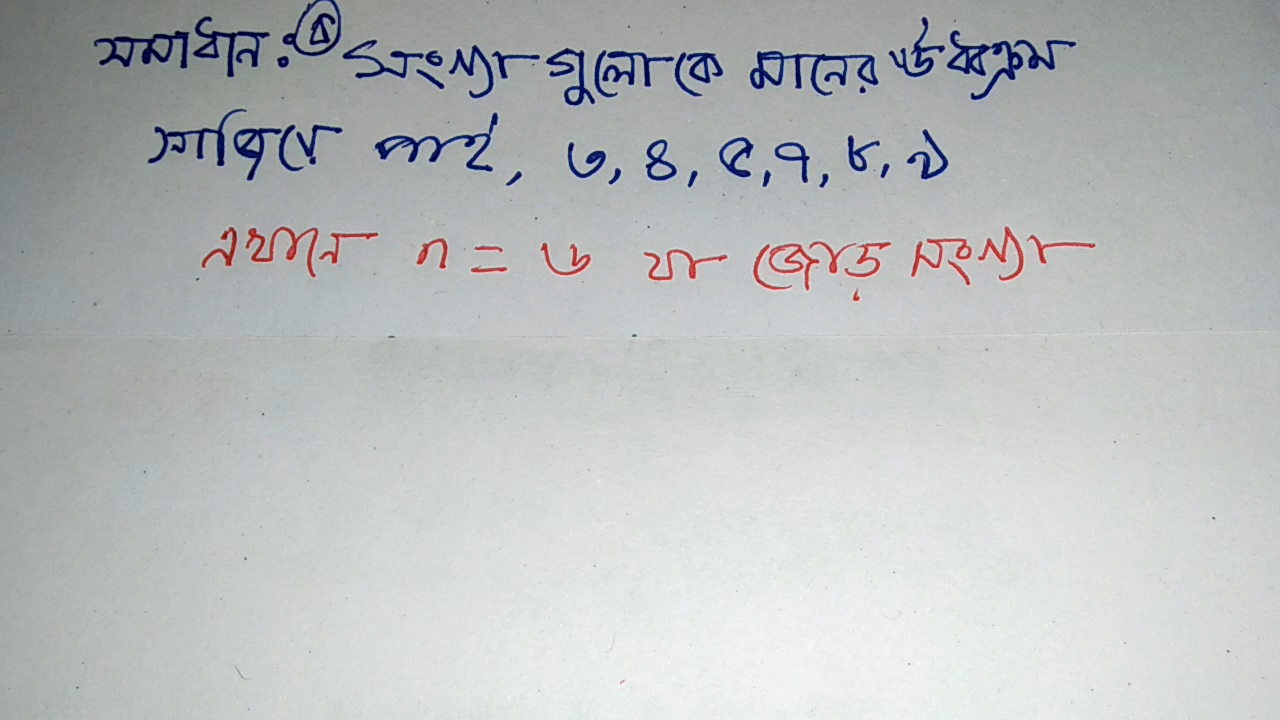 সমাধান: ⓐ সংখ্যা গুলোকে মানের ঊর্ধ্বক্রম
সাজিয়ে পাই, ৩, ৪, ৫, ৭, ৮, ৯
এখানে n = ৬ যা জোড় সংখ্যা